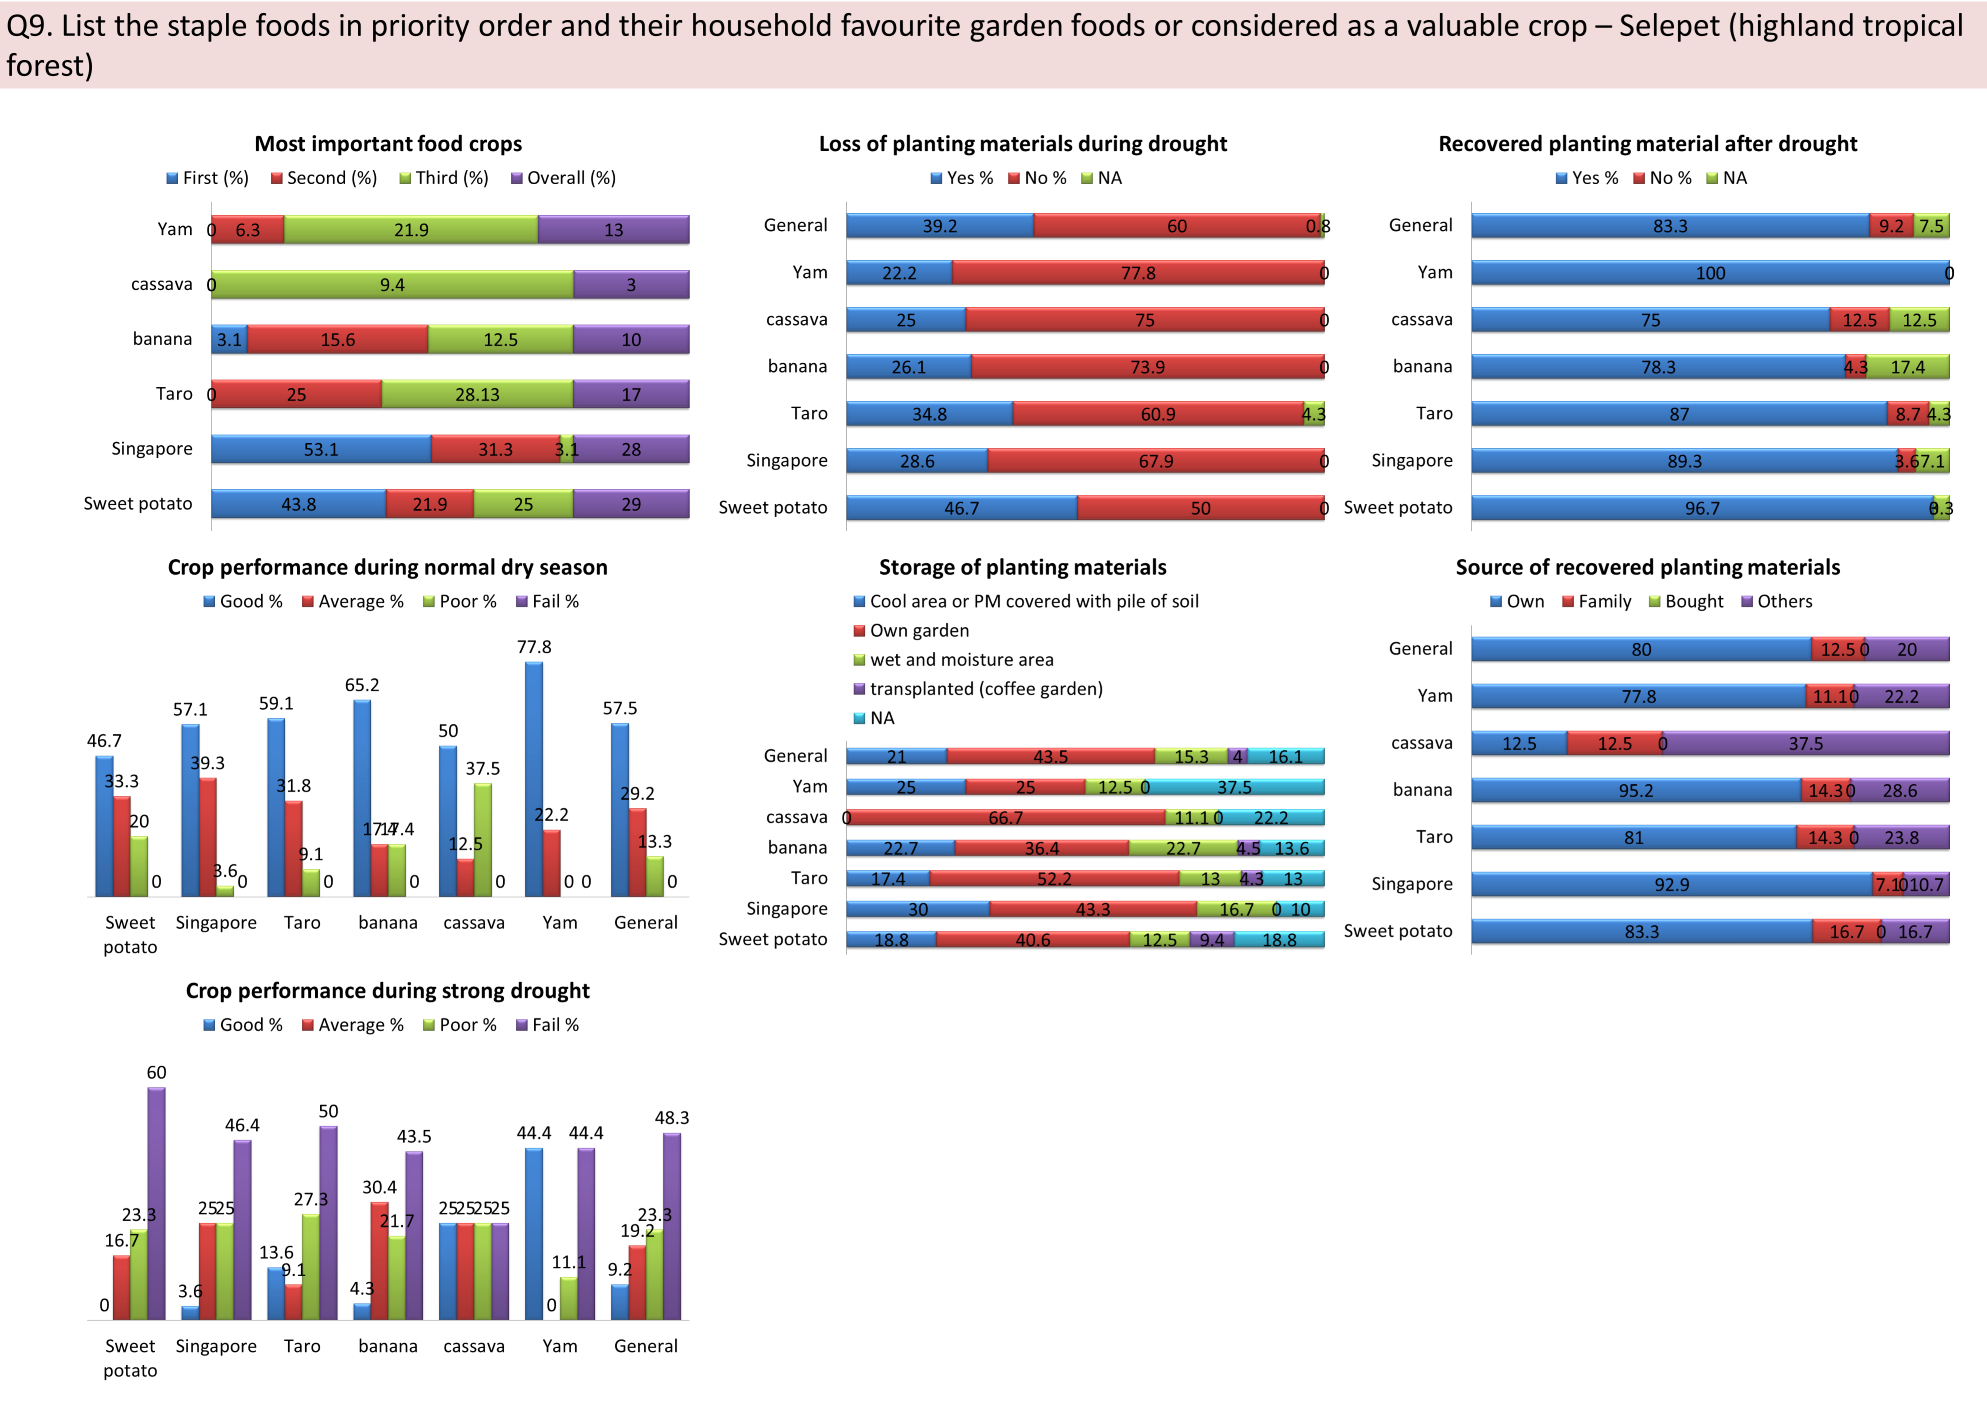 Q9. List the staple foods in priority order and their household favourite garden foods or considered as a valuable crop – Selepet (highland tropical
forest)
Most important food crops
First (%) Second (%) Third (%) Overall (%)
Yam 0 6.3 21.9 13
cassava 0 9.4 3
banana 3.1 15.6 12.5 10
Taro 0 25 28.13 17
Singapore 53.1 31.3 3.1 28
Sweet potato 43.8 21.9 25 29
Loss of planting materials during drought
Yes % No % NA
General 39.2 60 0.8
Yam 22.2 77.8 0
cassava 25 75 0
banana 26.1 73.9 0
Taro 34.8 60.9 4.3
Singapore 28.6 67.9 0
Sweet potato 46.7 50 0
Recovered planting material after drought
Yes % No % NA
General 83.3 9.2 7.5
Yam 100 0
cassava 75 12.5 12.5
banana 78.3 4.3 17.4
Taro 87 8.7 4.3
Singapore 89.3 3.6 7.1
Sweet potato 96.7 0 3.3
Crop performance during normal dry season
Good % Average % Poor % Fail %
46.7 33.3 20 0
57.1 39.3 3.6 0
59.1 31.8 9.1 0
65.2 17.4 17.4 0
50 12.5 37.5 0
77.8 22.2 0 0
57.5 29.2 13.3 0
Sweet potato Singapore Taro banana cassava Yam General
Storage of planting materials
Cool area or PM covered with pile of soil
Own garden
wet and moisture area
transplanted (coffee garden)
NA
General 21 43.5 15.3 4 16.1
Yam 25 25 12.5 0 37.5
cassava 0 66.7 11.1 0 22.2
banana 22.7 36.4 22.7 4.5 13.6
Taro 17.4 52.2 13 4.3 13
Singapore 30 43.3 16.7 0 10
Sweet potato 18.8 40.6 12.5 9.4 18.8
Source of recovered planting materials
Own Family Bought Others
General 80 12.5 0 20
Yam 77.8 11.1 0 22.2
cassava 12.5 12.5 0 37.5
banana 95.2 14.3 0 28.6
Taro 81 14.3 0 23.8
Singapore 92.9 7.1 0 10.7
Sweet potato 83.3 16.7 0 16.7
Crop performance during strong drought
Good % Average % Poor % Fail %
0 16.7 23.3 60
3.6 25 25 46.4
13.6 9.1 27.3 50
4.3 30.4 21.7 43.5
25 25 25 25
44.4 0 11.1 44.4
9.2 19.2 23.3 48.3
Sweet potato Singapore Taro banana cassava Yam General